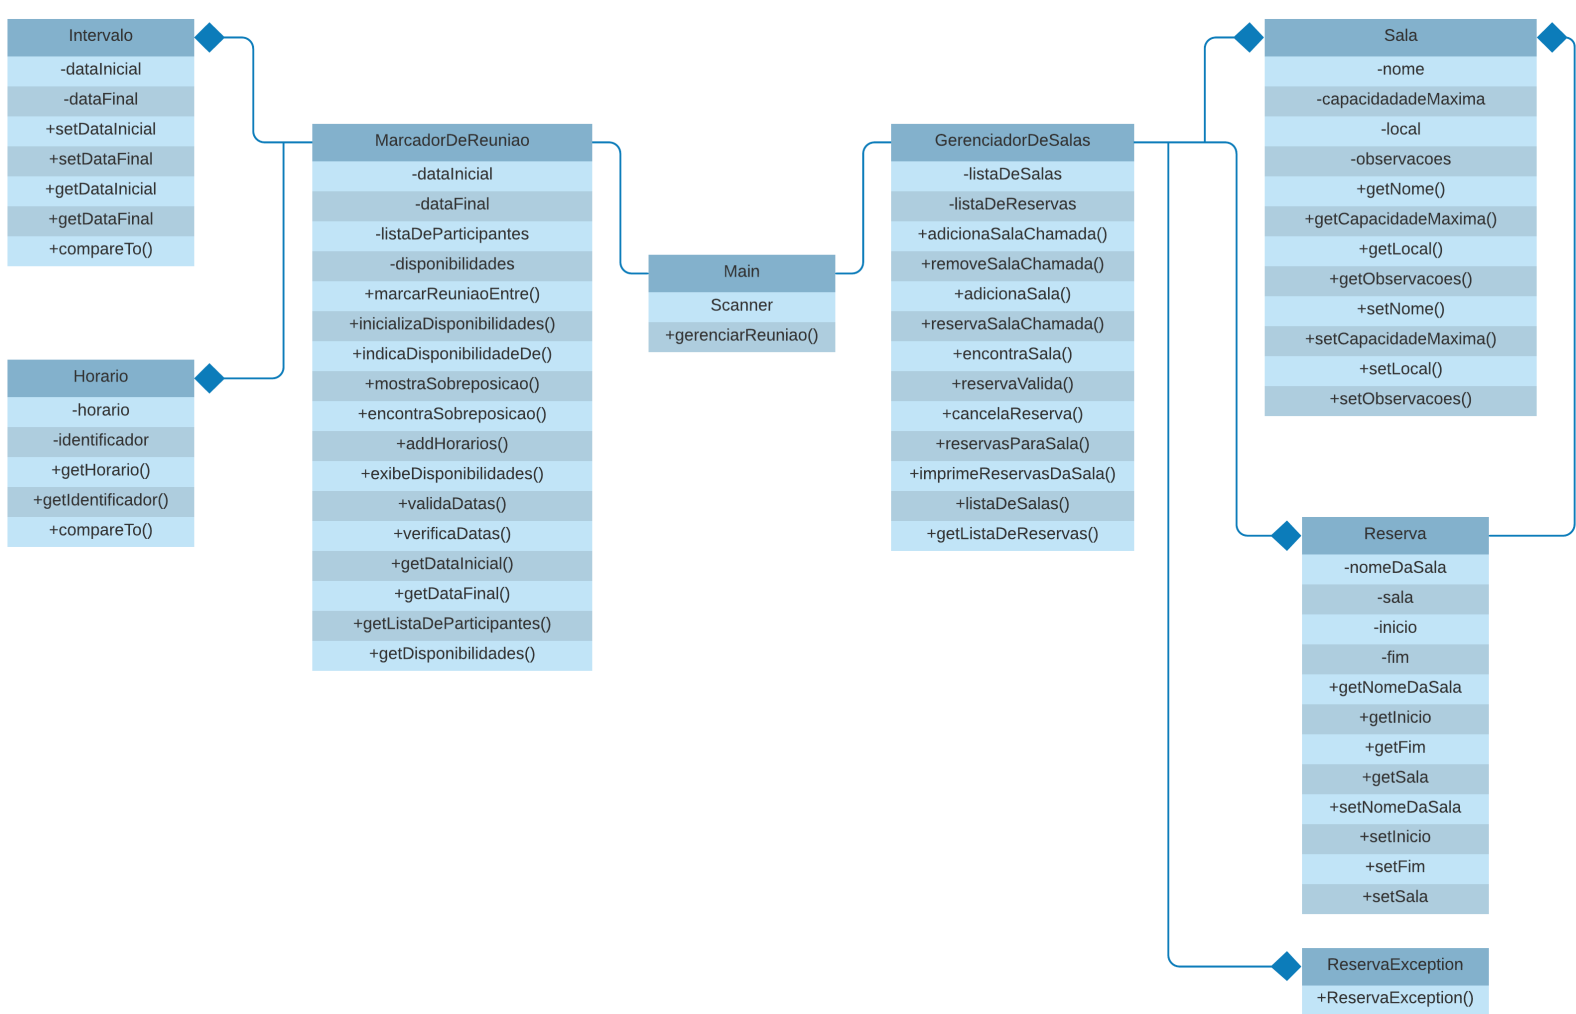 Intervalo
-dataInicial
-dataFinal
+setDataInicial
+setDataFinal
+getDataInicial
+getDataFinal
+compareTo()
Horario
-horario
-identificador
+getHorario()
+getIdentificador()
+compareTo()
MarcadorDeReuniao
-dataInicial
-dataFinal
-listaDeParticipantes
-disponibilidades
+marcarReuniaoEntre()
+inicializaDisponibilidades()
+indicaDisponibilidadeDe()
+mostraSobreposicao()
+encontraSobreposicao()
+addHorarios()
+exibeDisponibilidades()
+validaDatas()
+verificaDatas()
+getDataInicial()
+getDataFinal()
+getListaDeParticipantes()
+getDisponibilidades()
Main
Scanner
+gerenciarReuniao()
GerenciadorDeSalas
-listaDeSalas
-listaDeReservas
+adicionaSalaChamada()
+removeSalaChamada()
+adicionaSala()
+reservaSalaChamada()
+encontraSala()
+reservaValida()
+cancelaReserva()
+reservasParaSala()
+imprimeReservasDaSala()
+listaDeSalas()
+getListaDeReservas()
Sala
-nome
-capacidadadeMaxima
-local
-observacoes
+getNome()
+getCapacidadeMaxima()
+getLocal()
+getObservacoes()
+setNome()
+setCapacidadeMaxima()
+setLocal()
+setObservacoes()
Reserva
-nomeDaSala
-sala
-inicio
-fim
+getNomeDaSala
+getInicio
+getFim
+getSala
+setNomeDaSala
+setInicio
+setFim
+setSala
ReservaException
+ReservaException()